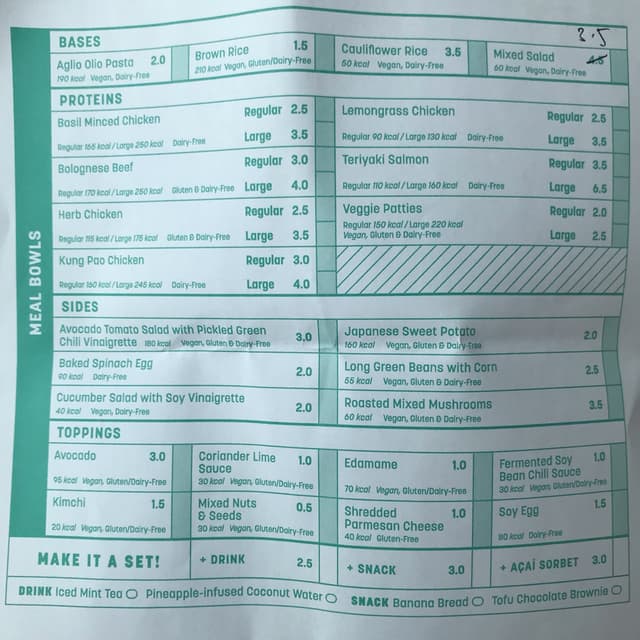 MEAL BOWLS
BASES
Aglio Olio Pasta 2.0
190 kcal Vegan, Dairy-Free
Brown Rice 1.5
210 kcal Vegan, Gluten/Dairy-Free
Cauliflower Rice 3.5
50 kcal Vegan, Dairy-Free
3.5
Mixed Salad 4.5
60 kcal Vegan, Dairy-Free
PROTEINS
Basil Minced Chicken Regular 2.5
Regular 165 kcal / Large 250 kcal Dairy-Free Large 3.5
Bolognese Beef Regular 3.0
Regular 170 kcal / Large 250 kcal Gluten & Dairy-Free Large 4.0
Herb Chicken Regular 2.5
Regular 115 kcal / Large 175 kcal Gluten & Dairy-Free Large 3.5
Kung Pao Chicken Regular 3.0
Regular 160 kcal / Large 245 kcal Dairy-Free Large 4.0
Lemongrass Chicken Regular 2.5
Regular 90 kcal / Large 130 kcal Dairy-Free Large 3.5
Teriyaki Salmon Regular 3.5
Regular 110 kcal / Large 160 kcal Dairy-Free Large 6.5
Veggie Patties Regular 2.0
Regular 150 kcal / Large 220 kcal
Vegan, Gluten & Dairy-Free Large 2.5
SIDES
Avocado Tomato Salad with Pickled Green
Chili Vinaigrette 180 kcal Vegan, Gluten & Dairy-Free 3.0
Baked Spinach Egg 2.0
90 kcal Dairy-Free
Cucumber Salad with Soy Vinaigrette 2.0
40 kcal Vegan, Dairy-Free
Japanese Sweet Potato 2.0
160 kcal Vegan, Gluten & Dairy-Free
Long Green Beans with Corn 2.5
55 kcal Vegan, Gluten & Dairy-Free
Roasted Mixed Mushrooms 3.5
60 kcal Vegan, Gluten & Dairy-Free
TOPPINGS
Avocado 3.0
95 kcal Vegan, Gluten/Dairy-Free
Coriander Lime 1.0
Sauce
30 kcal Vegan, Gluten/Dairy-Free
Edamame 1.0
70 kcal Vegan, Gluten/Dairy-Free
Fermented Soy 1.0
Bean Chili Sauce
30 kcal Vegan, Gluten/Dairy-Free
Kimchi 1.5
20 kcal Vegan, Gluten/Dairy-Free
Mixed Nuts 0.5
& Seeds
30 kcal Vegan, Gluten/Dairy-Free
Shredded 1.0
Parmesan Cheese
40 kcal Gluten-Free
Soy Egg 1.5
80 kcal Dairy-Free
MAKE IT A SET! + DRINK 2.5 + SNACK 3.0 + AÇAÍ SORBET 3.0
DRINK Iced Mint Tea Pineapple-infused Coconut Water SNACK Banana Bread Tofu Chocolate Brownie